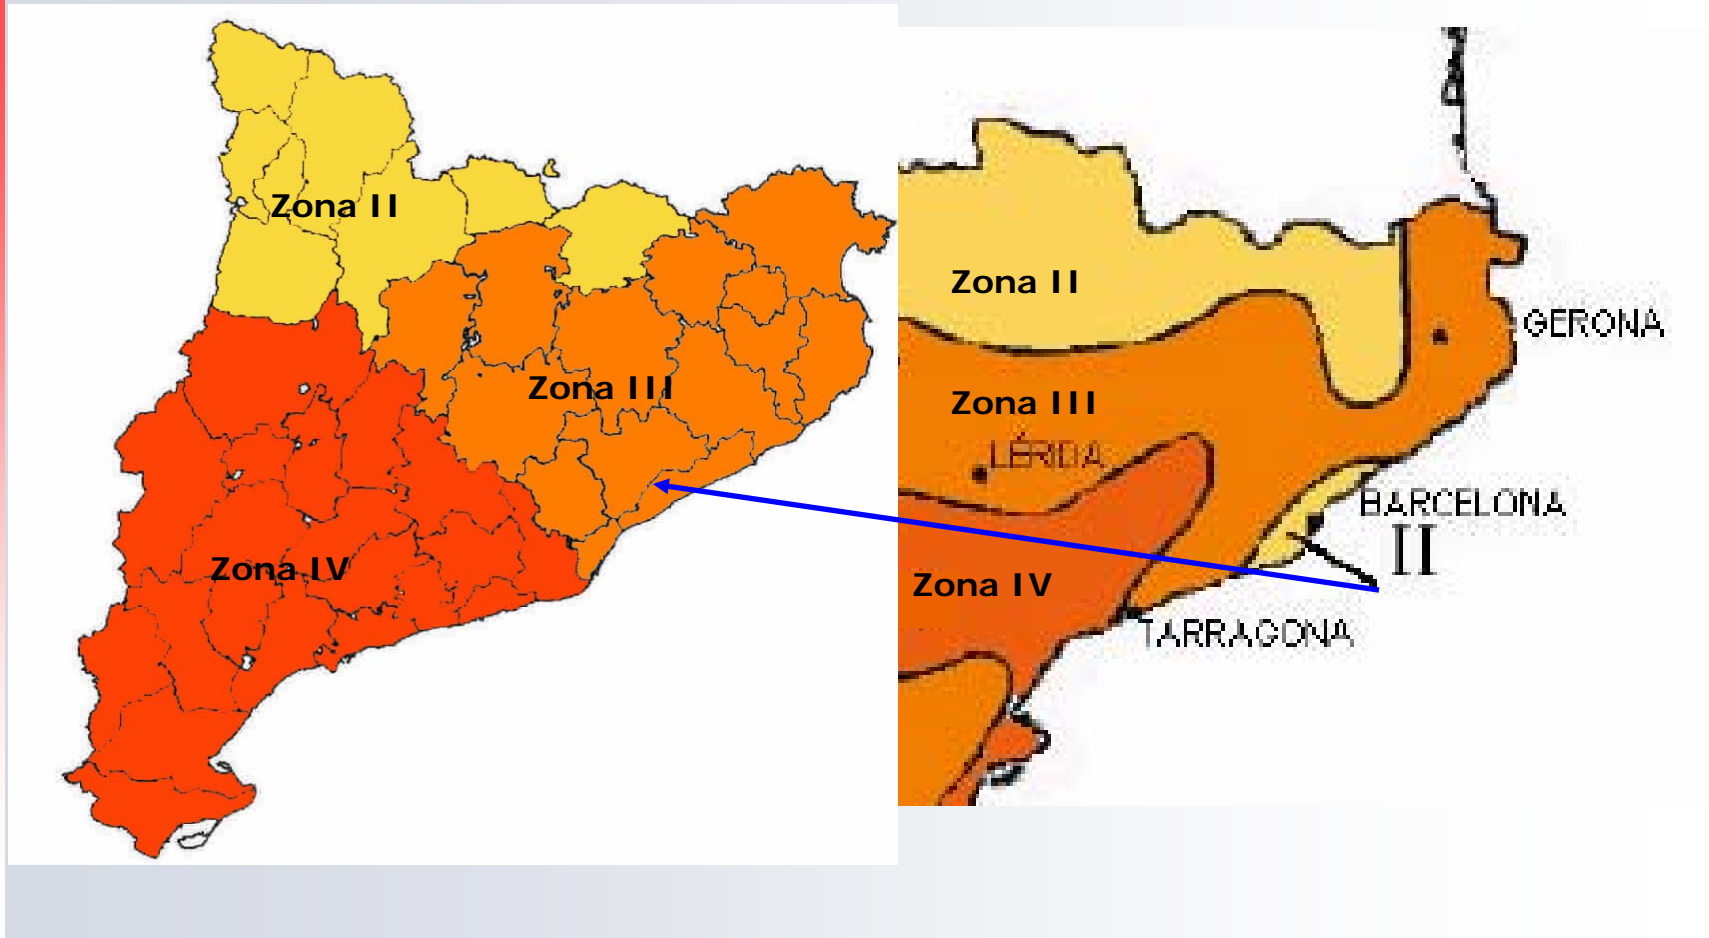 Zona II
Zona III
Zona IV
Zona II
GERONA
Zona III
LÉRIDA
BARCELONA
II
Zona IV
TARRAGONA